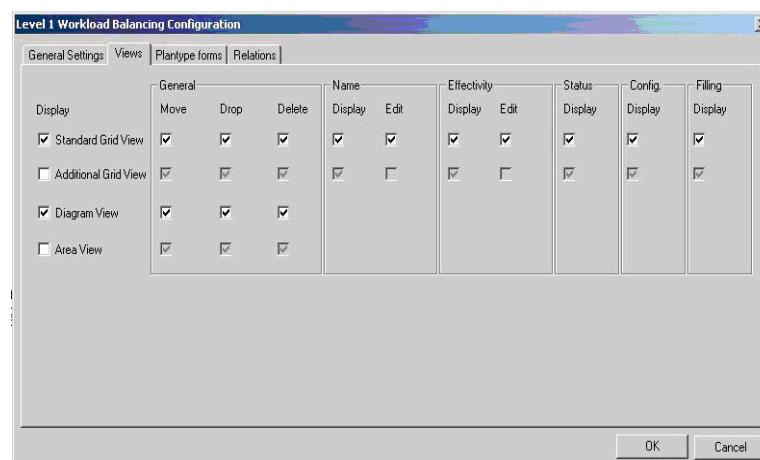 Level 1 Workload Balancing Configuration
General Settings Views Plantype forms Relations
General Name Effectivity Status Config. Filling
Display Move Drop Delete Display Edit Display Edit Display Display Display
Standard Grid View
Additional Grid View
Diagram View
Area View
OK Cancel